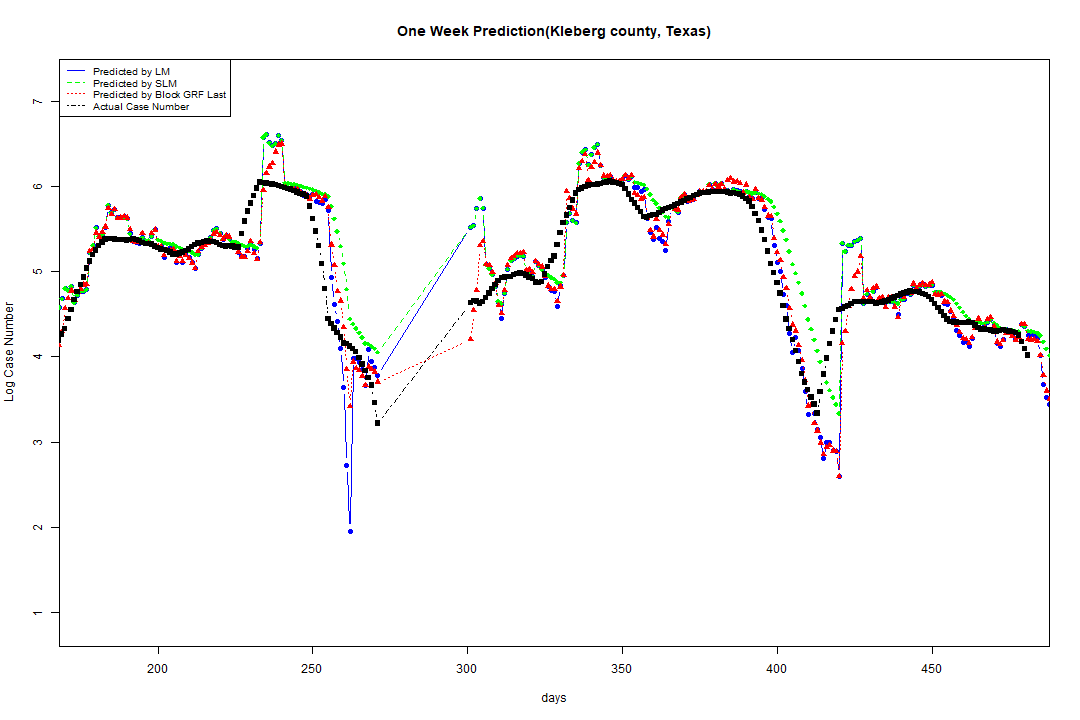 One Week Prediction(Kleberg county, Texas)
Predicted by LM
Predicted by SLM
Predicted by Block GRF Last
Actual Case Number
7
6
5
4
3
2
1
Log Case Number
200 250 300 350 400 450
days